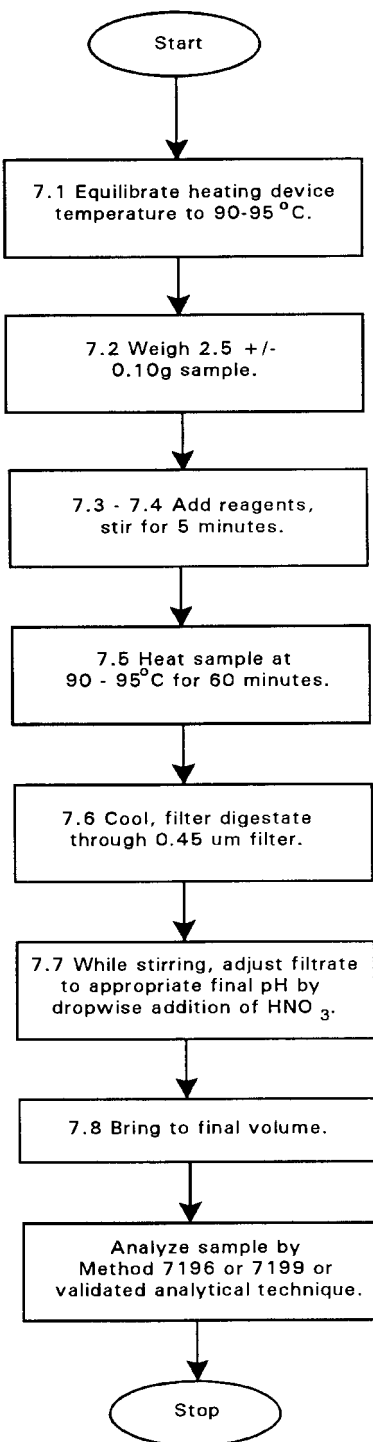 Start
7.1 Equilibrate heating device
temperature to 90-95°C.
7.2 Weigh 2.5 +/-
0.10g sample.
7.3 - 7.4 Add reagents,
stir for 5 minutes.
7.5 Heat sample at
90 - 95°C for 60 minutes.
7.6 Cool, filter digestate
through 0.45 um filter.
7.7 While stirring, adjust filtrate
to appropriate final pH by
dropwise addition of HNO 3.
7.8 Bring to final volume.
Analyze sample by
Method 7196 or 7199 or
validated analytical technique.
Stop